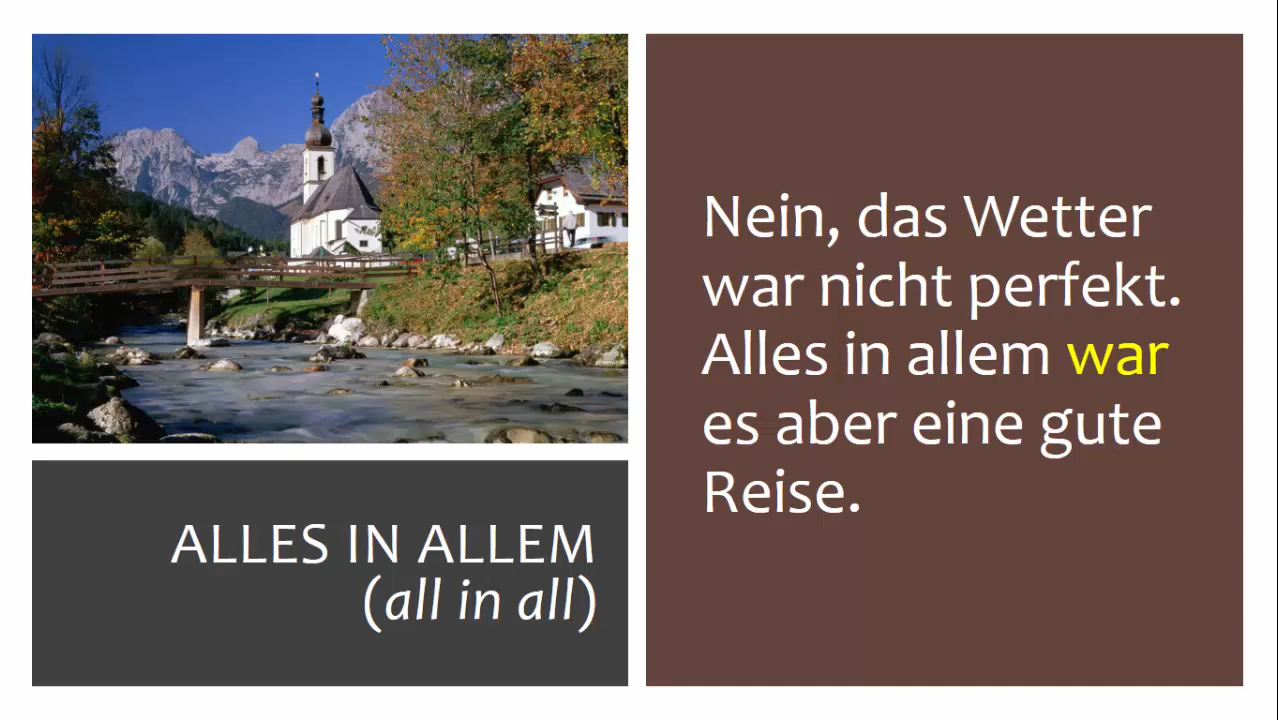 ALLES IN ALLEM
(all in all)
Nein, das Wetter
war nicht perfekt.
Alles in allem war
es aber eine gute
Reise.